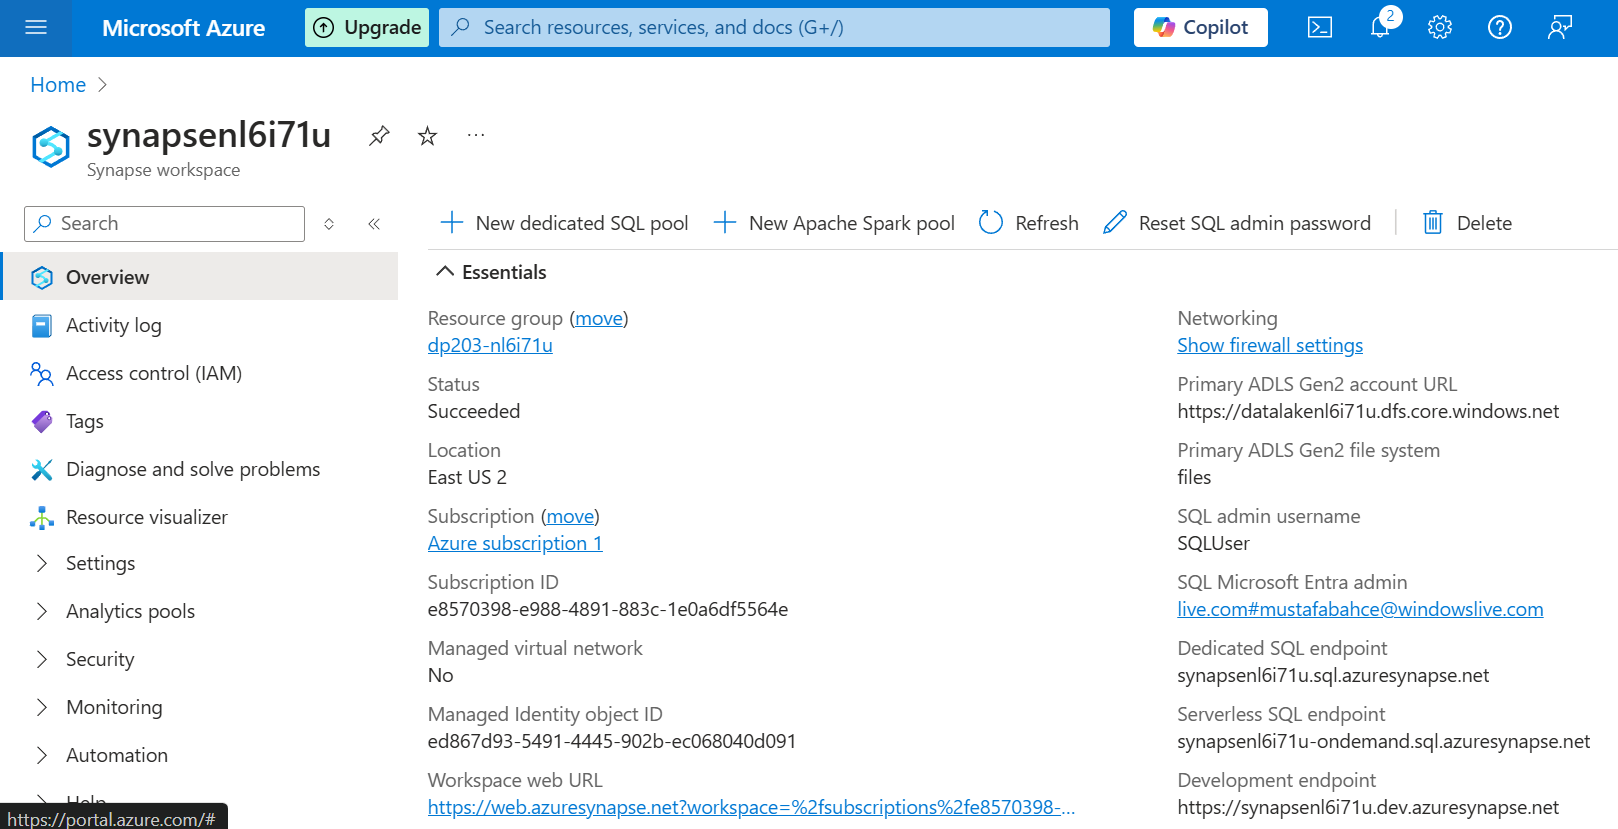 Microsoft Azure
Upgrade
Search resources, services, and docs (G+/)
Copilot
2
Home
synapsenl6i71u
Synapse workspace
Search
New dedicated SQL pool
New Apache Spark pool
Refresh
Reset SQL admin password
Delete
Overview
Activity log
Access control (IAM)
Tags
Diagnose and solve problems
Resource visualizer
Settings
Analytics pools
Security
Monitoring
Automation
Help
https://portal.azure.com/#
Essentials
Resource group (move)
dp203-nl6i71u
Status
Succeeded
Location
East US 2
Subscription (move)
Azure subscription 1
Subscription ID
e8570398-e988-4891-883c-1e0a6df5564e
Managed virtual network
No
Managed Identity object ID
ed867d93-5491-4445-902b-ec068040d091
Workspace web URL
https://web.azuresynapse.net?workspace=%2fsubscriptions%2fe8570398-...
Networking
Show firewall settings
Primary ADLS Gen2 account URL
https://datalakenl6i71u.dfs.core.windows.net
Primary ADLS Gen2 file system
files
SQL admin username
SQLUser
SQL Microsoft Entra admin
live.com#mustafabahce@windowslive.com
Dedicated SQL endpoint
synapsenl6i71u.sql.azuresynapse.net
Serverless SQL endpoint
synapsenl6i71u-ondemand.sql.azuresynapse.net
Development endpoint
https://synapsenl6i71u.dev.azuresynapse.net